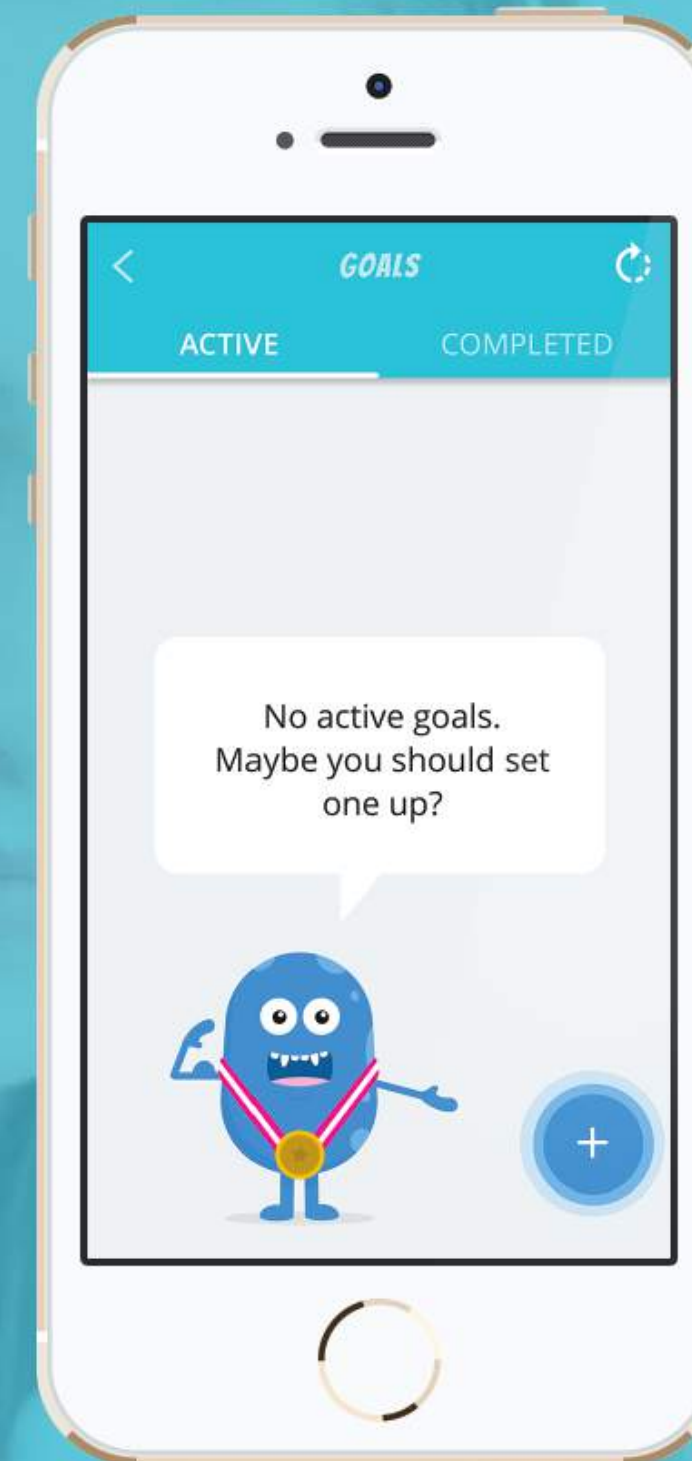 GOALS
ACTIVE COMPLETED
No active goals.
Maybe you should set
one up?